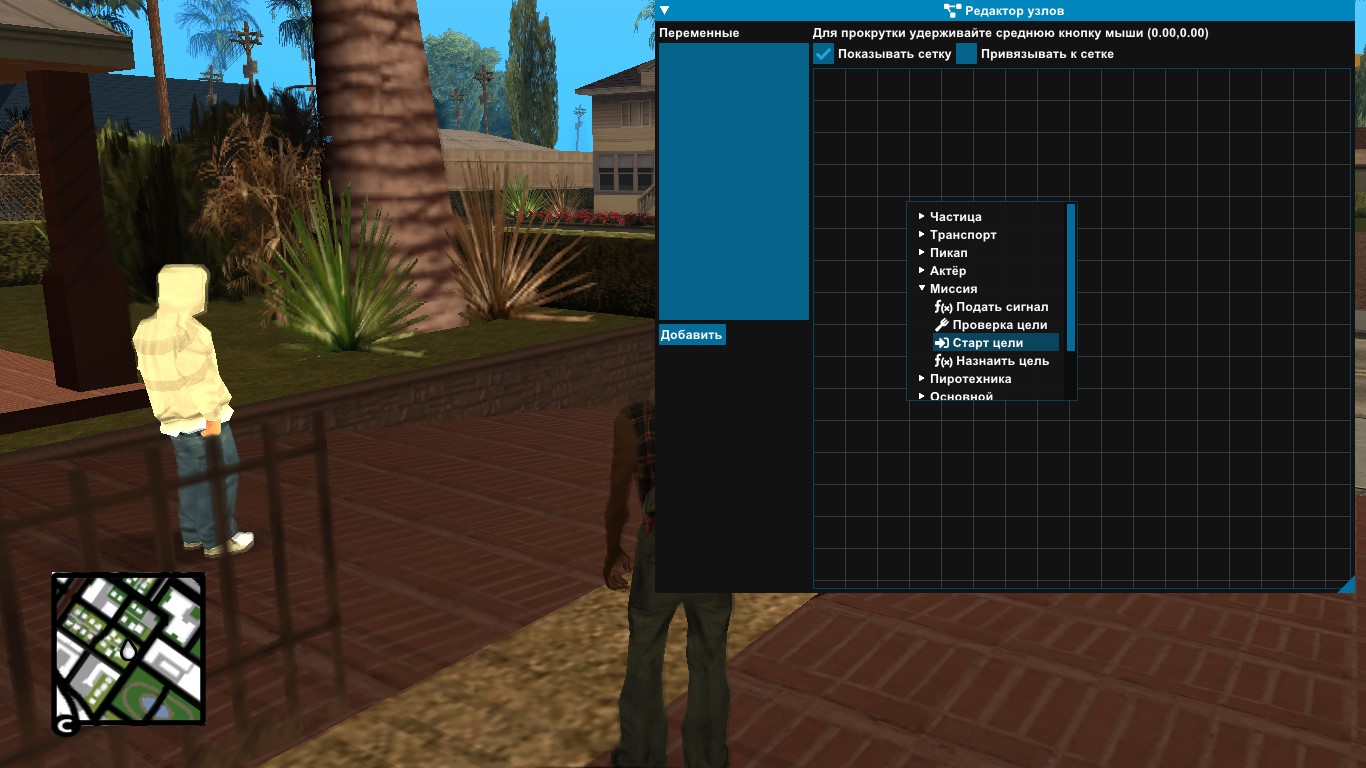 Редактор узлов
Переменные
Для прокрутки удерживайте среднюю кнопку мыши (0.00,0.00)
Показывать сетку
Привязывать к сетке
Частица
Транспорт
Пикап
Актёр
Миссия
f(x) Подать сигнал
Проверка цели
Старт цели
f(x) Назнаить цель
Пиротехника
Основной
Добавить
С